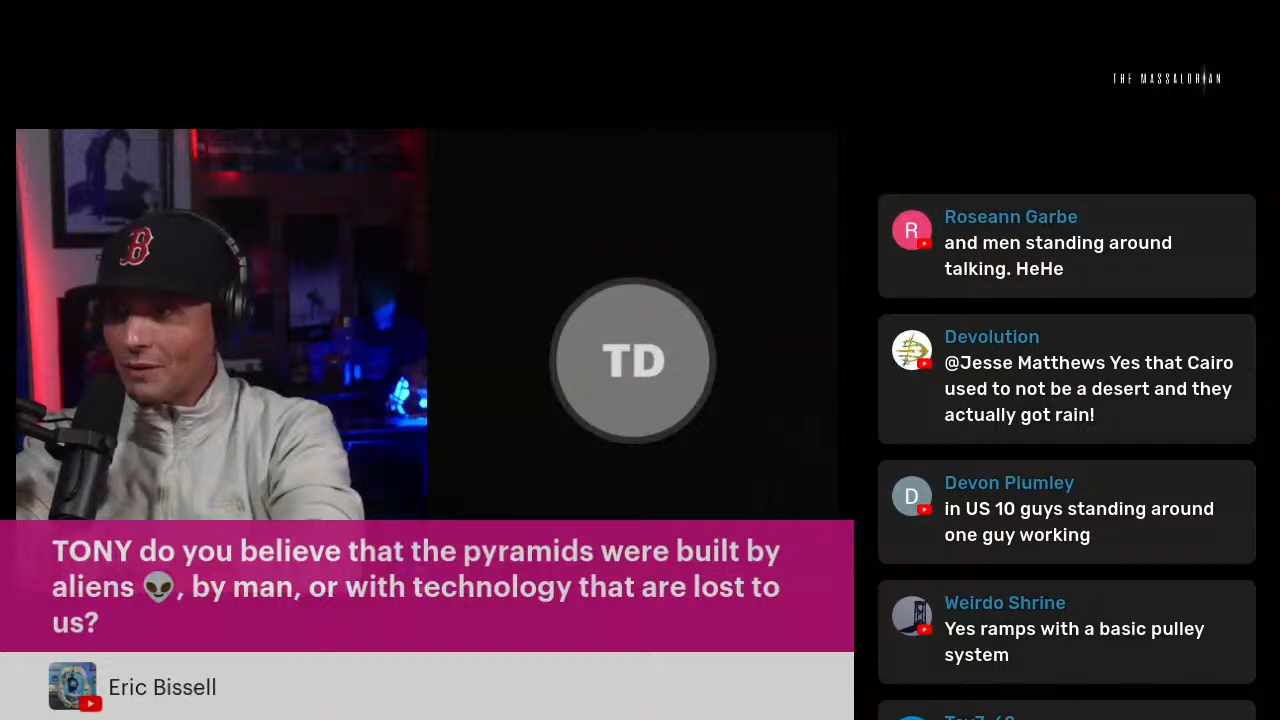 THE MASSALORIAN
B
TD
TONY do you believe that the pyramids were built by
aliens 👽, by man, or with technology that are lost to
us?
Eric Bissell
R
Roseann Garbe
and men standing around
talking. HeHe
Devolution
@Jesse Matthews Yes that Cairo
used to not be a desert and they
actually got rain!
D
Devon Plumley
in US 10 guys standing around
one guy working
Weirdo Shrine
Yes ramps with a basic pulley
system